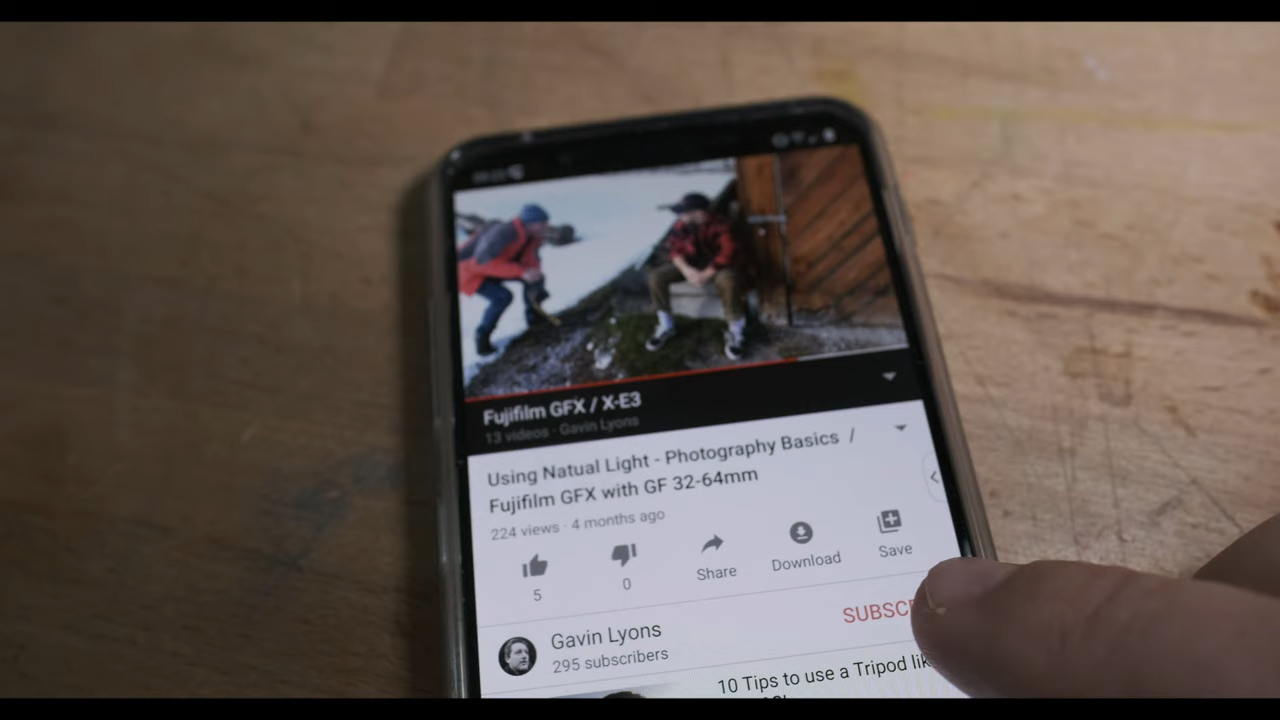 Fujifilm GFX / X-E3
13 videos · Gavin Lyons
Using Natual Light - Photography Basics /
Fujifilm GFX with GF 32-64mm
224 views · 4 months ago
5
0
Share
Download
Save
Gavin Lyons
295 subscribers
SUBSC
10 Tips to use a Tripod lik